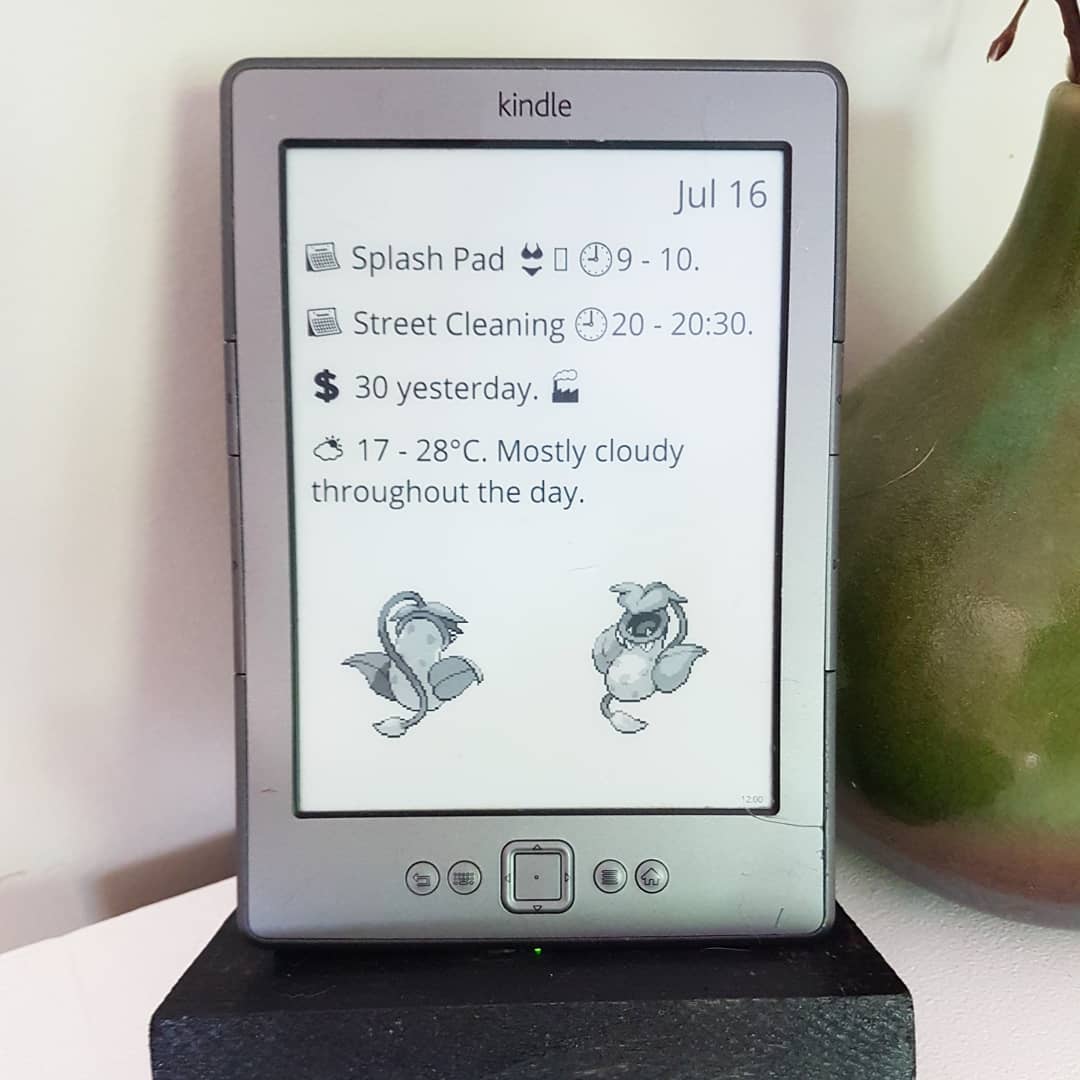 kindle
Jul 16
Splash Pad 👙 ▯ 🕘9 - 10.
Street Cleaning 🕘20 - 20:30.
$ 30 yesterday. 🏭
17 - 28°C. Mostly cloudy
throughout the day.
12:00